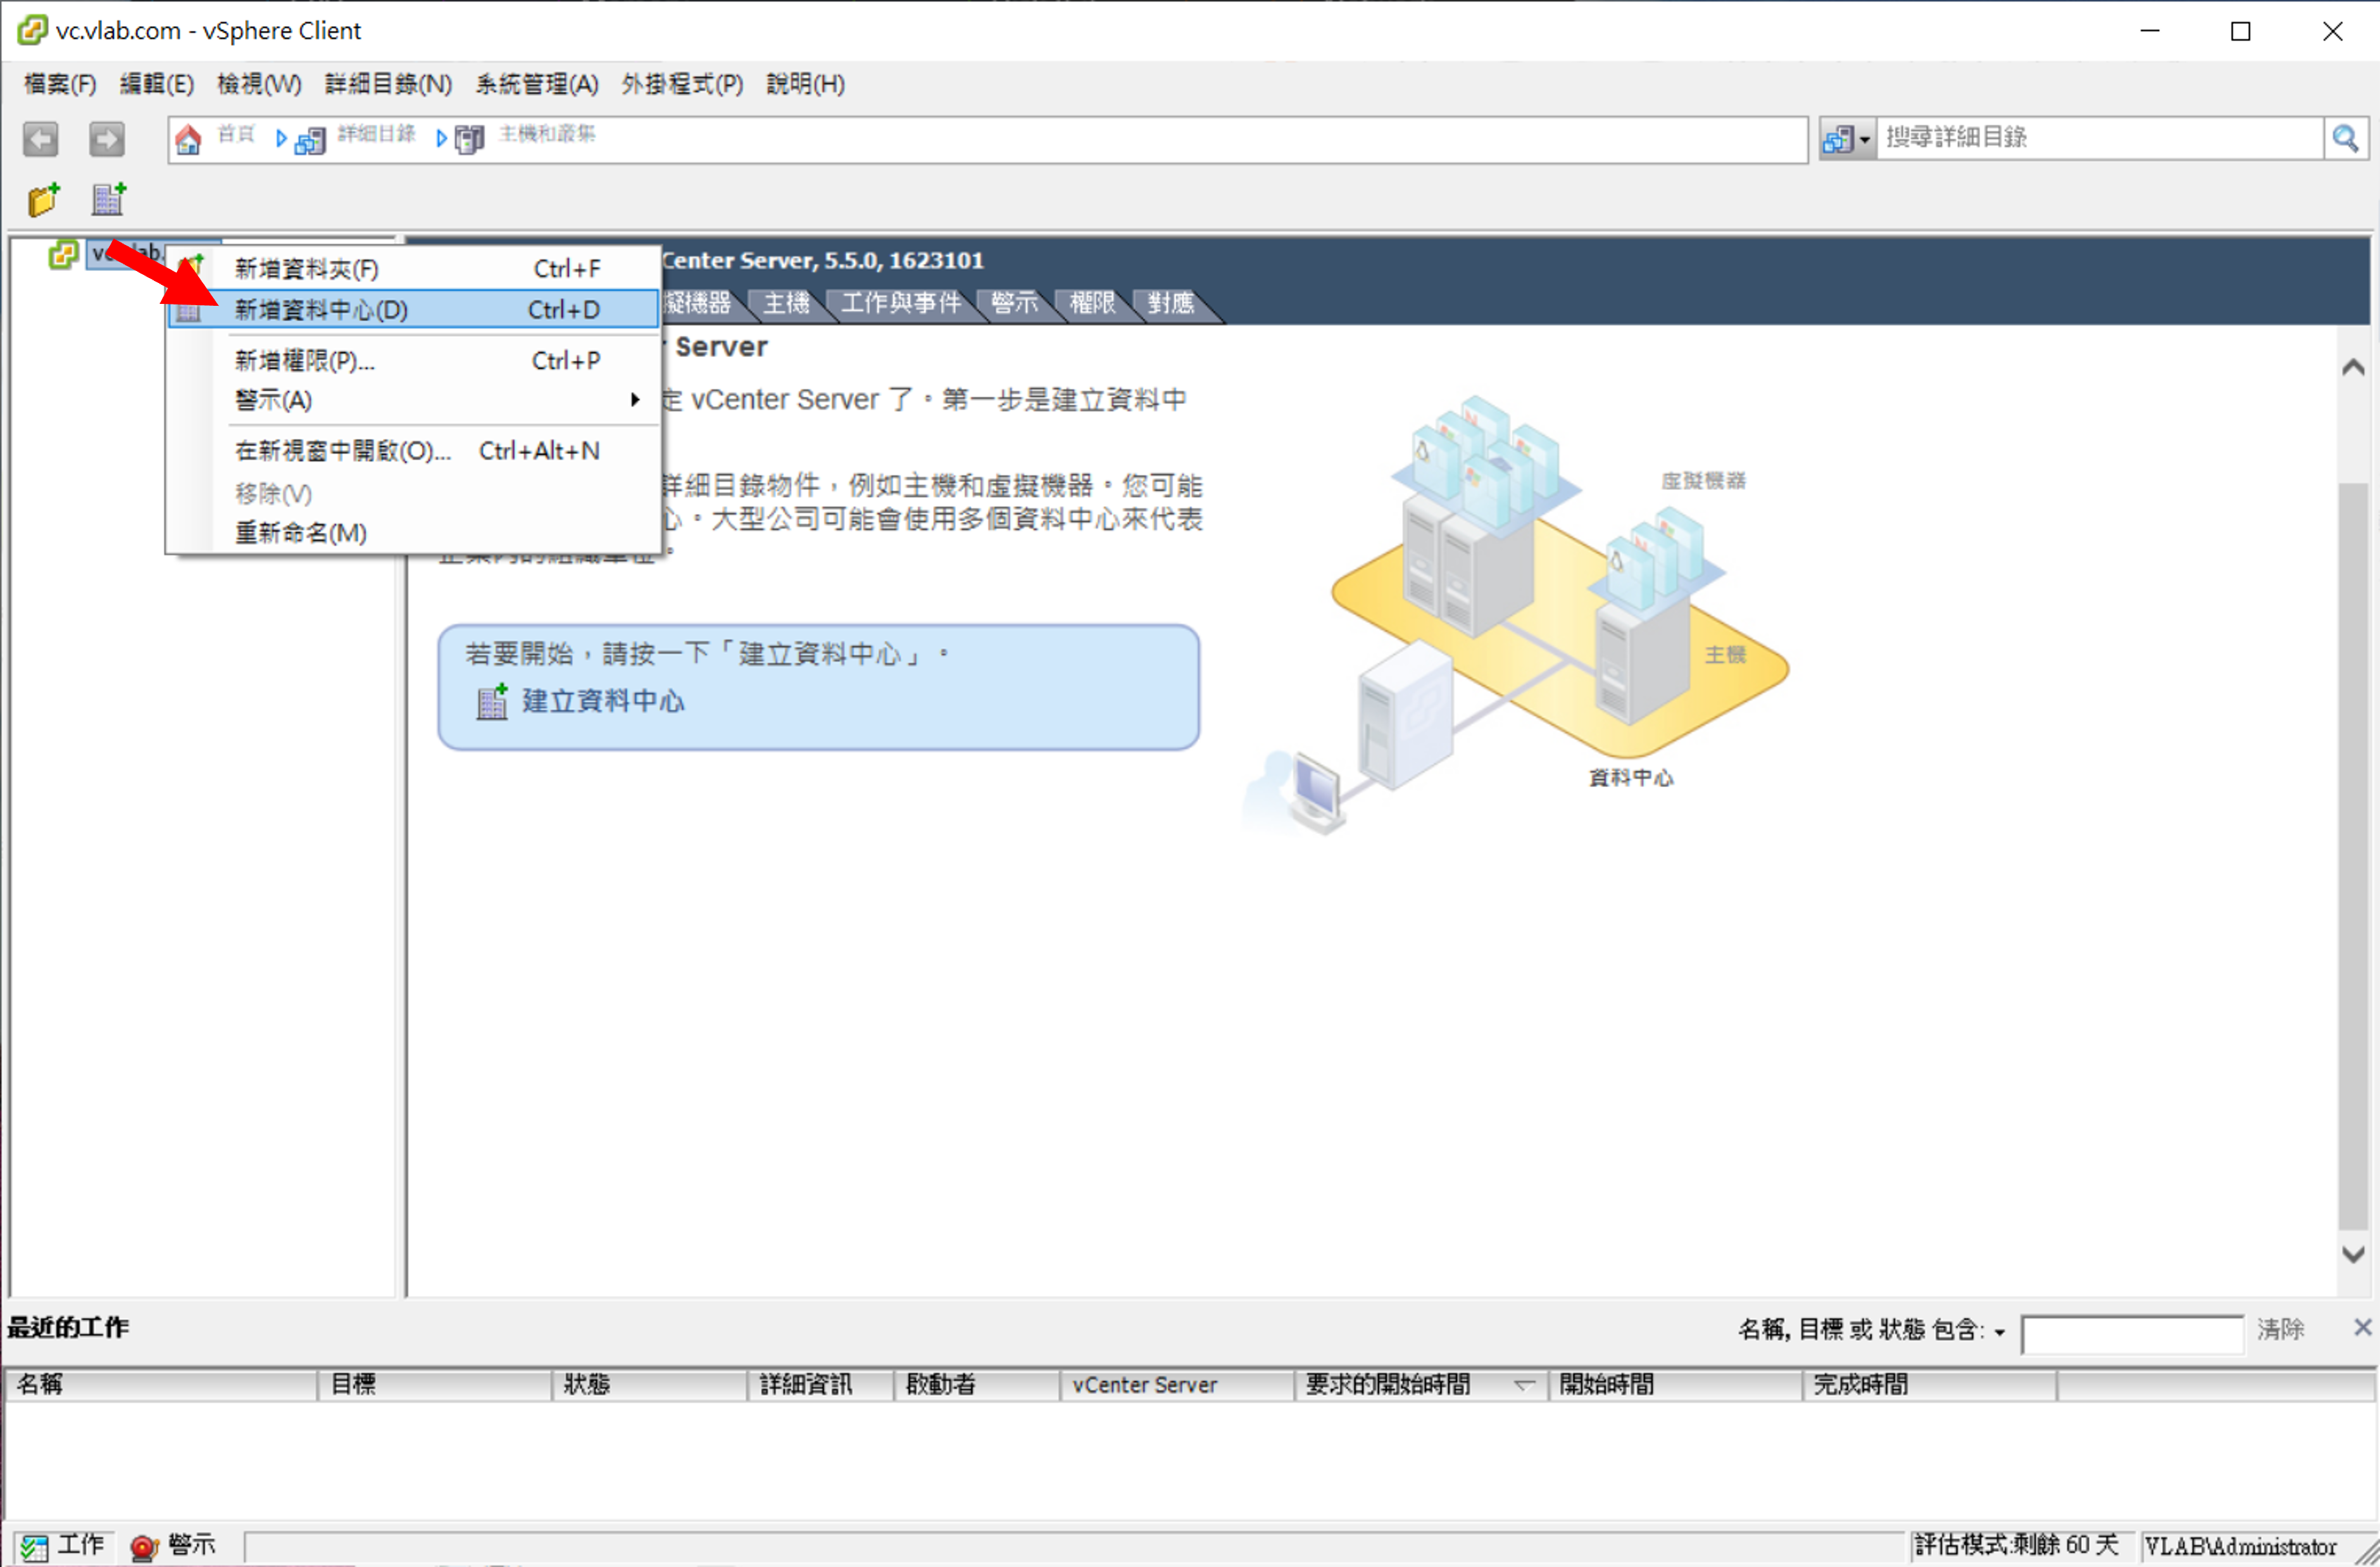 vc.vlab.com - vSphere Client
檔案(F) 編輯(E) 檢視(W) 詳細目錄(N) 系統管理(A) 外掛程式(P) 說明(H)
首頁 詳細目錄 主機和叢集 搜尋詳細目錄
新增資料夾(F) Ctrl+F
新增資料中心(D) Ctrl+D
新增權限(P)... Ctrl+P
警示(A)
在新視窗中開啟(O)... Ctrl+Alt+N
移除(V)
重新命名(M)
Center Server, 5.5.0, 1623101
擬機器 主機 工作與事件 警示 權限 對應
Server
定 vCenter Server 了。第一步是建立資料中
詳細目錄物件，例如主機和虛擬機器。您可能
心。大型公司可能會使用多個資料中心來代表
若要開始，請按一下「建立資料中心」。
建立資料中心
虛擬機器
主機
資料中心
最近的工作 名稱, 目標 或 狀態 包含: 清除
名稱 目標 狀態 詳細資訊 啟動者 vCenter Server 要求的開始時間 開始時間 完成時間
工作 警示 評估模式:剩餘 60 天 VLAB\Administrator